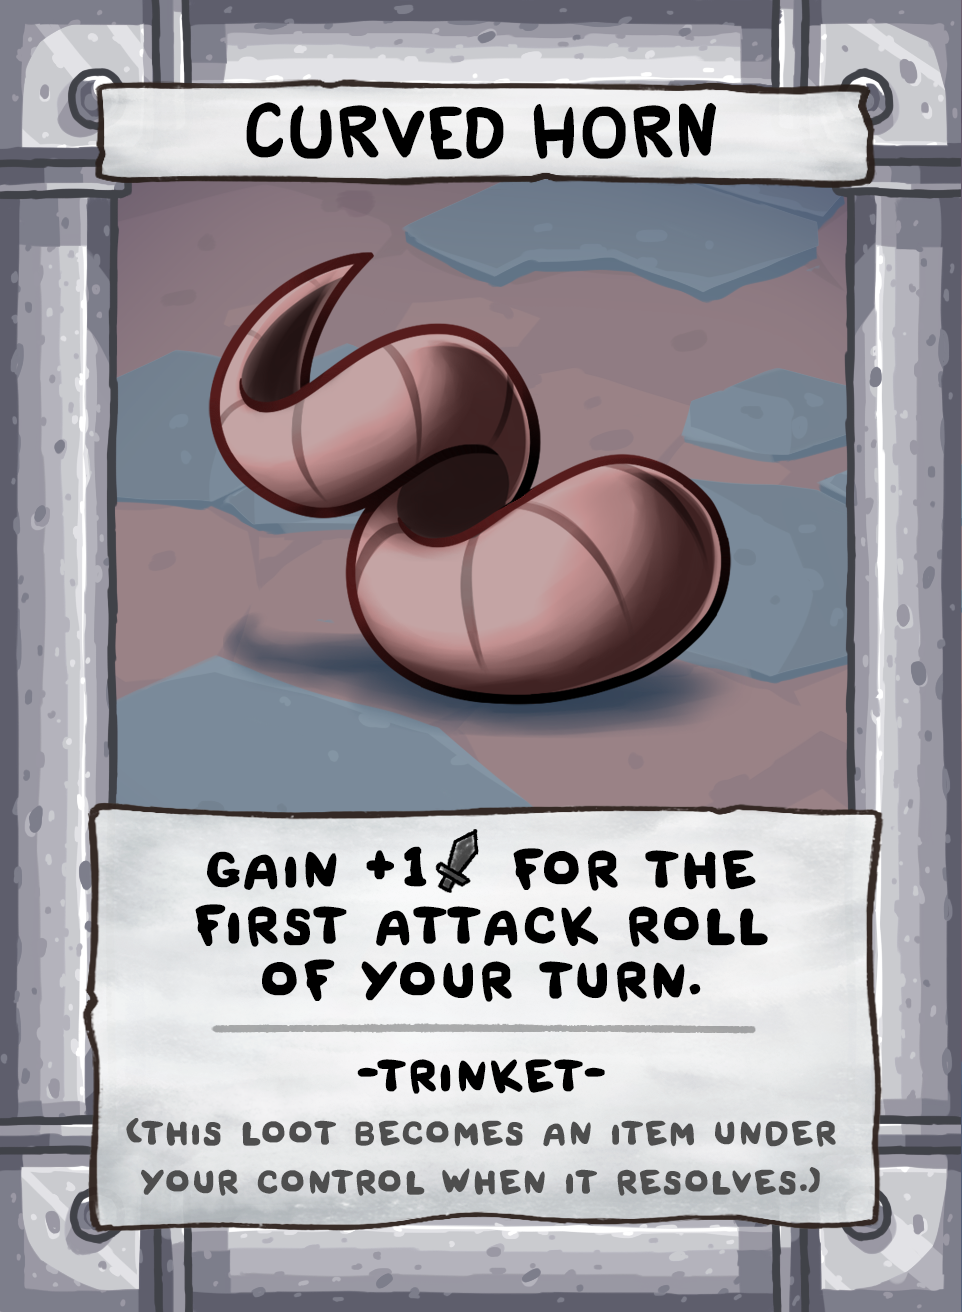 CURVED HORN
GAIN +1 FOR THE
FIRST ATTACK ROLL
OF YOUR TURN.
-TRINKET-
(THIS LOOT BECOMES AN ITEM UNDER
YOUR CONTROL WHEN IT RESOLVES.)